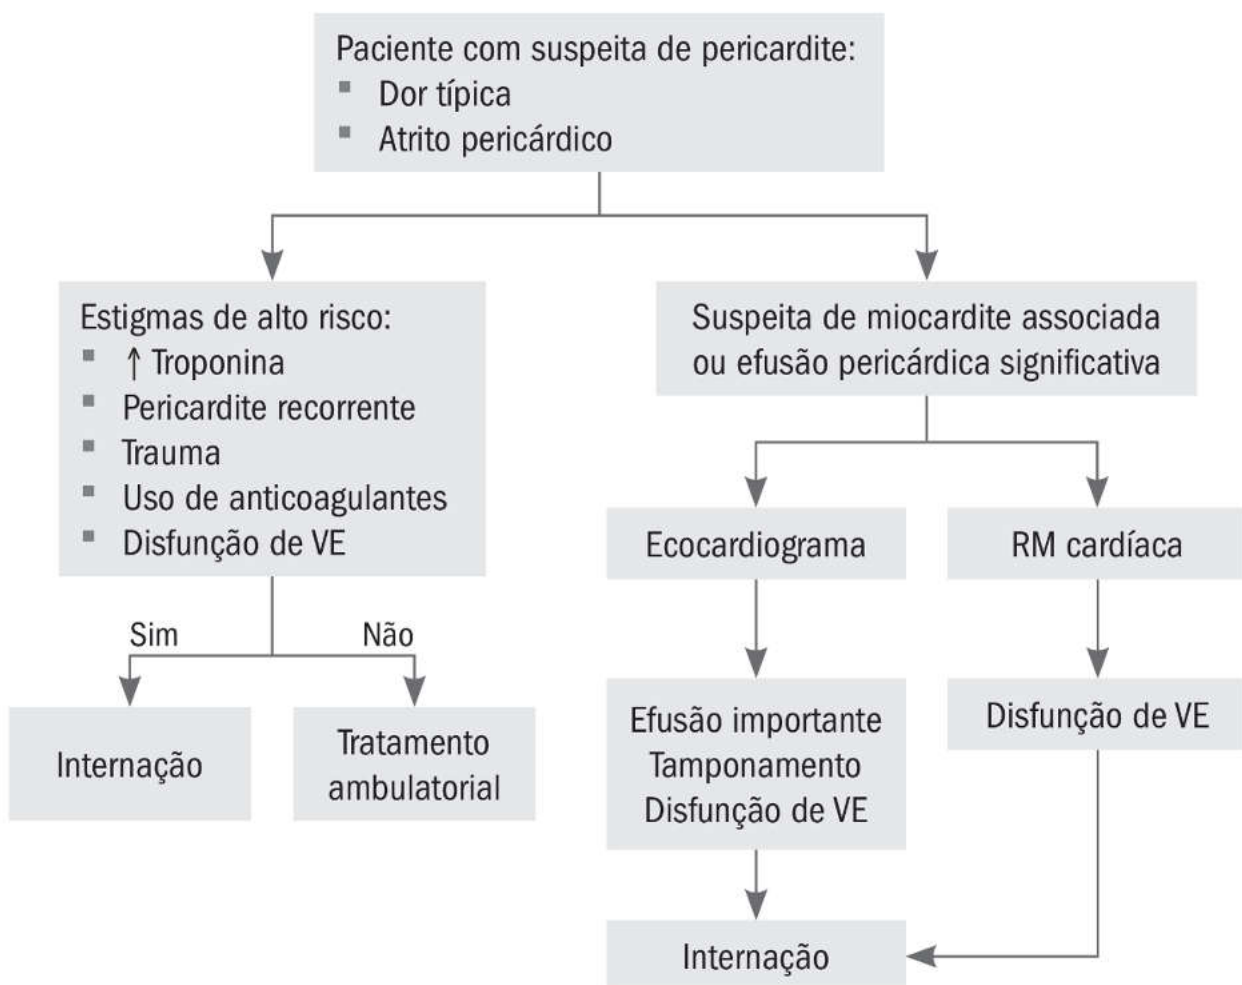 Paciente com suspeita de pericardite:
▪ Dor típica
▪ Atrito pericárdico
Estigmas de alto risco:
▪ ↑ Troponina
▪ Pericardite recorrente
▪ Trauma
▪ Uso de anticoagulantes
▪ Disfunção de VE
Sim
Não
Internação
Tratamento
ambulatorial
Suspeita de miocardite associada
ou efusão pericárdica significativa
Ecocardiograma
RM cardíaca
Efusão importante
Tamponamento
Disfunção de VE
Disfunção de VE
Internação